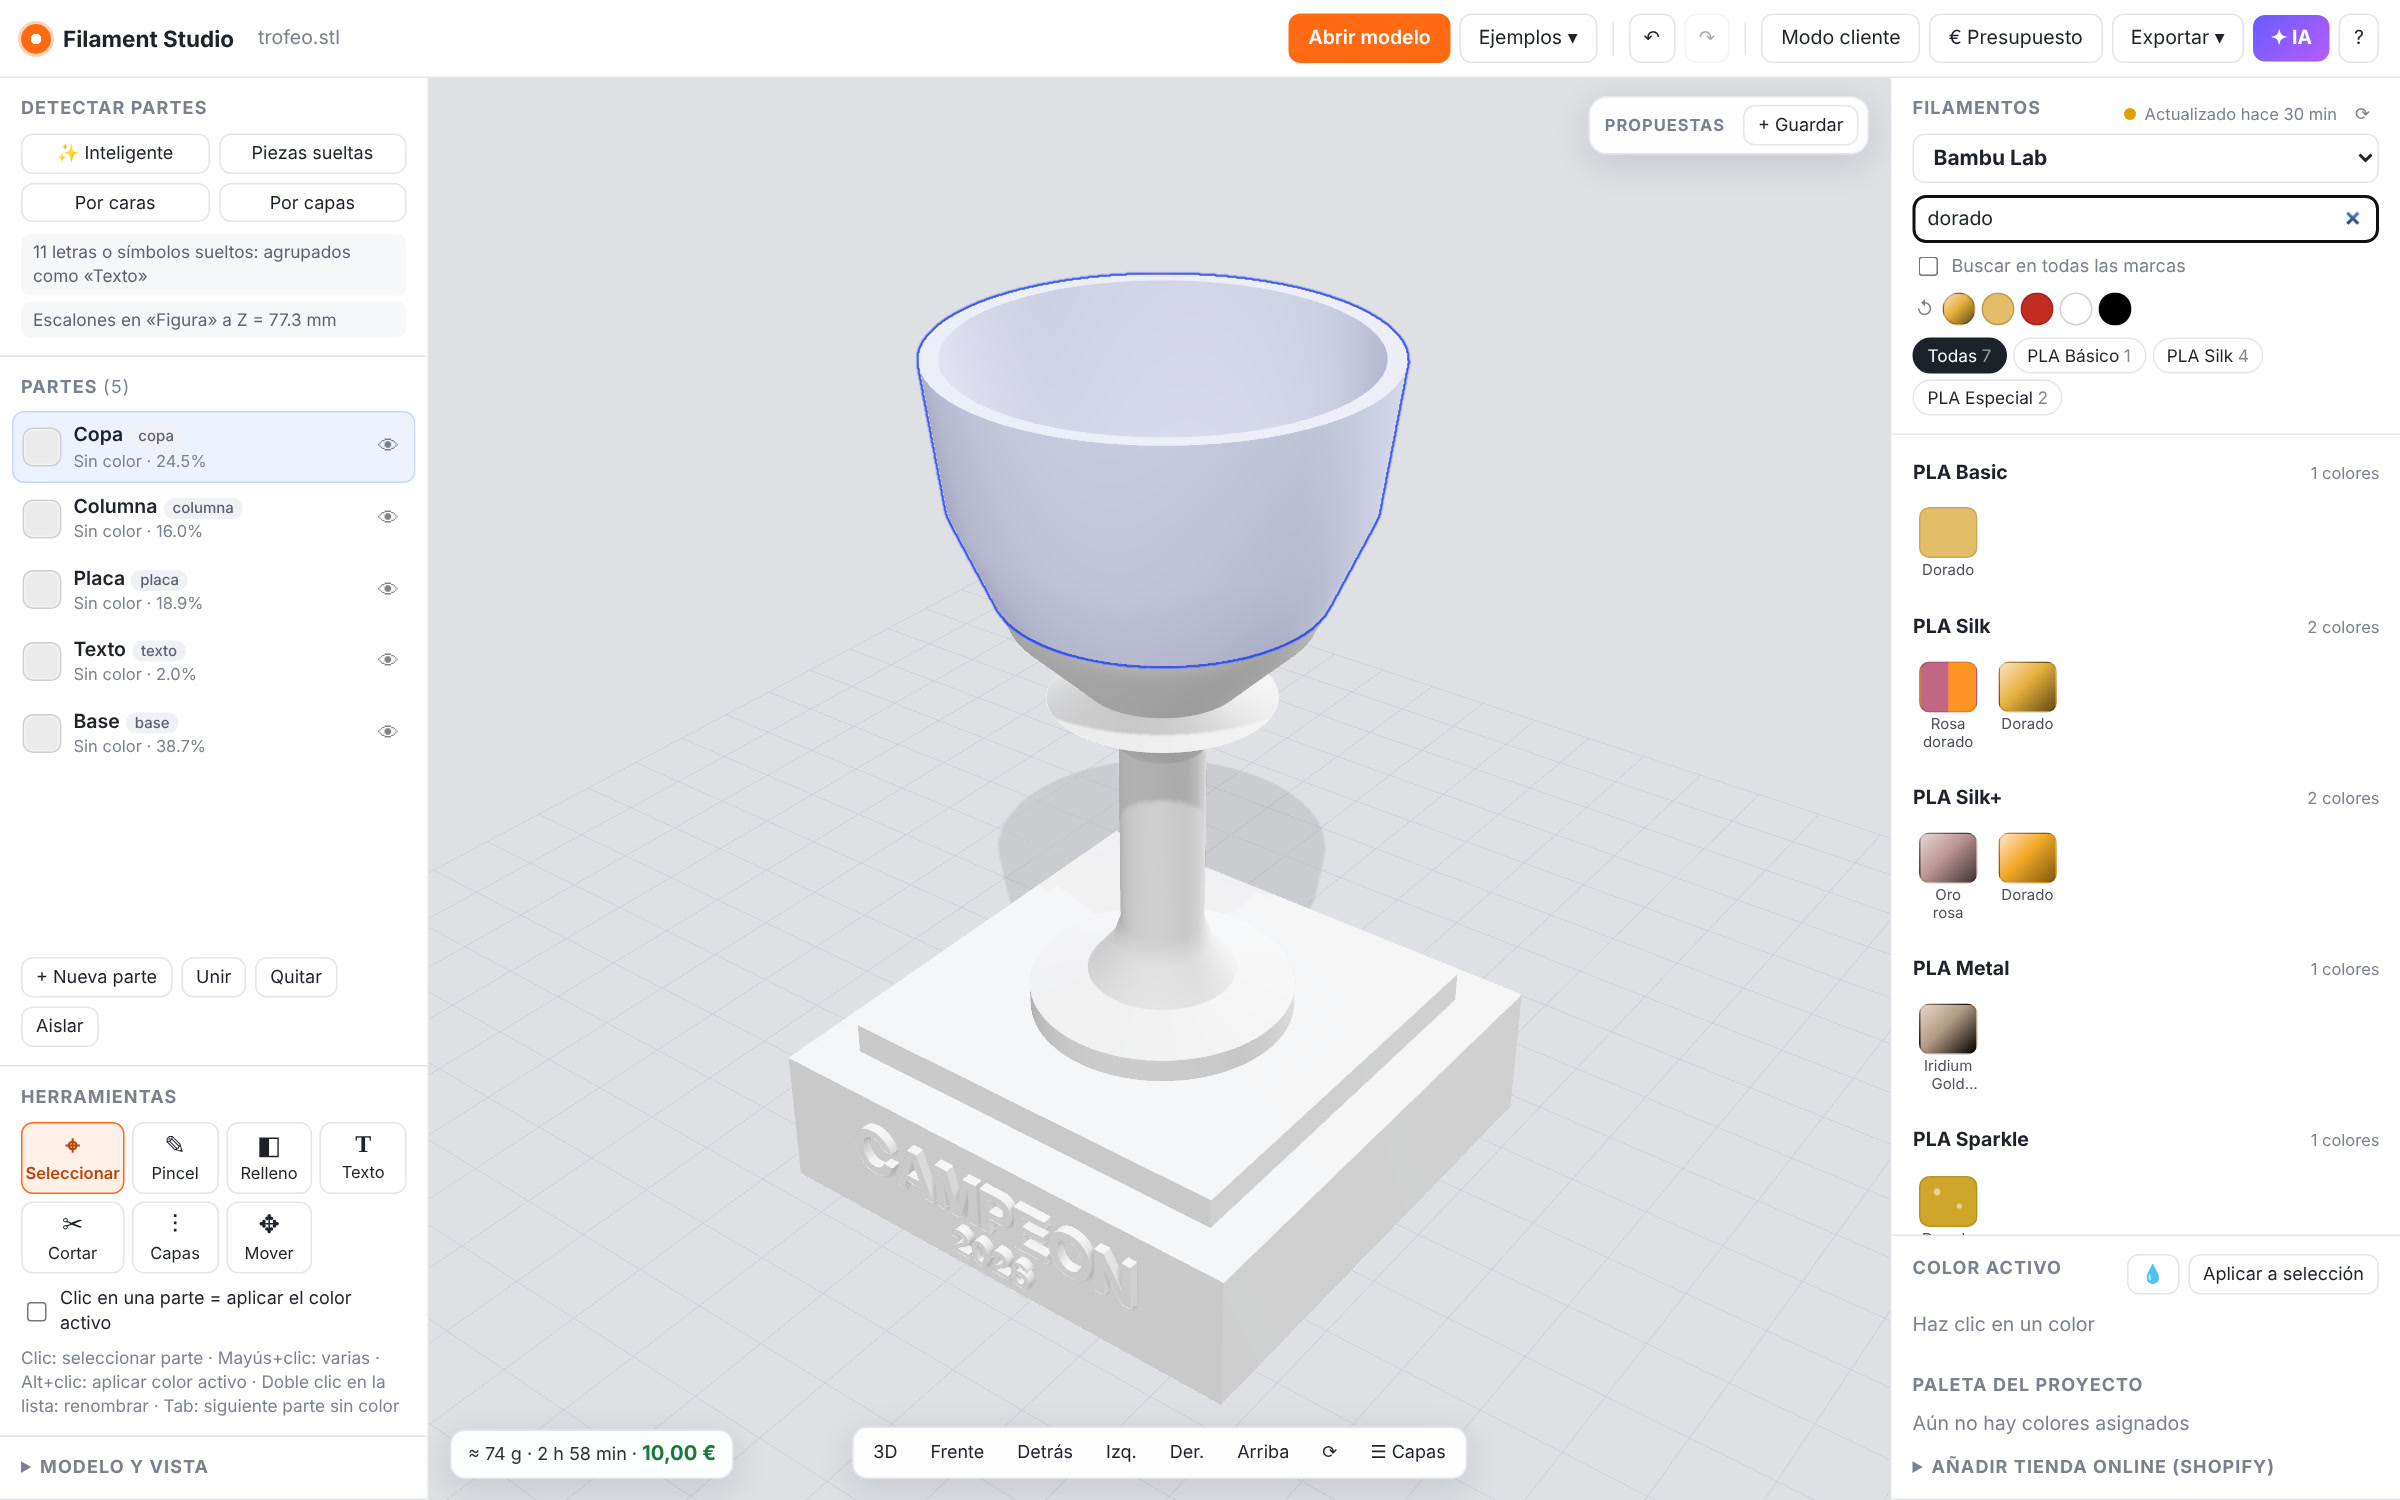 Filament Studio
trofeo.stl
Abrir modelo
Ejemplos ▾
Modo cliente
€ Presupuesto
Exportar ▾
✦ IA
?
DETECTAR PARTES
✨ Inteligente
Piezas sueltas
Por caras
Por capas
11 letras o símbolos sueltos: agrupados
como «Texto»
Escalones en «Figura» a Z = 77.3 mm
PARTES (5)
Copa copa
Sin color · 24.5%
Columna columna
Sin color · 16.0%
Placa placa
Sin color · 18.9%
Texto texto
Sin color · 2.0%
Base base
Sin color · 38.7%
+ Nueva parte
Unir
Quitar
Aislar
HERRAMIENTAS
Seleccionar
Pincel
Relleno
T
Texto
Cortar
Capas
Mover
Clic en una parte = aplicar el color
activo
Clic: seleccionar parte · Mayús+clic: varias ·
Alt+clic: aplicar color activo · Doble clic en la
lista: renombrar · Tab: siguiente parte sin color
▶ MODELO Y VISTA
PROPUESTAS
+ Guardar
CAMPEON
2026
≈ 74 g · 2 h 58 min · 10,00 €
3D
Frente
Detrás
Izq.
Der.
Arriba
⟳
☰ Capas
FILAMENTOS
Actualizado hace 30 min ⟳
Bambu Lab
dorado
Buscar en todas las marcas
Todas 7
PLA Básico 1
PLA Silk 4
PLA Especial 2
PLA Basic
1 colores
Dorado
PLA Silk
2 colores
Rosa
dorado
Dorado
PLA Silk+
2 colores
Oro
rosa
Dorado
PLA Metal
1 colores
Iridium
Gold...
PLA Sparkle
1 colores
COLOR ACTIVO
Aplicar a selección
Haz clic en un color
PALETA DEL PROYECTO
Aún no hay colores asignados
▶ AÑADIR TIENDA ONLINE (SHOPIFY)